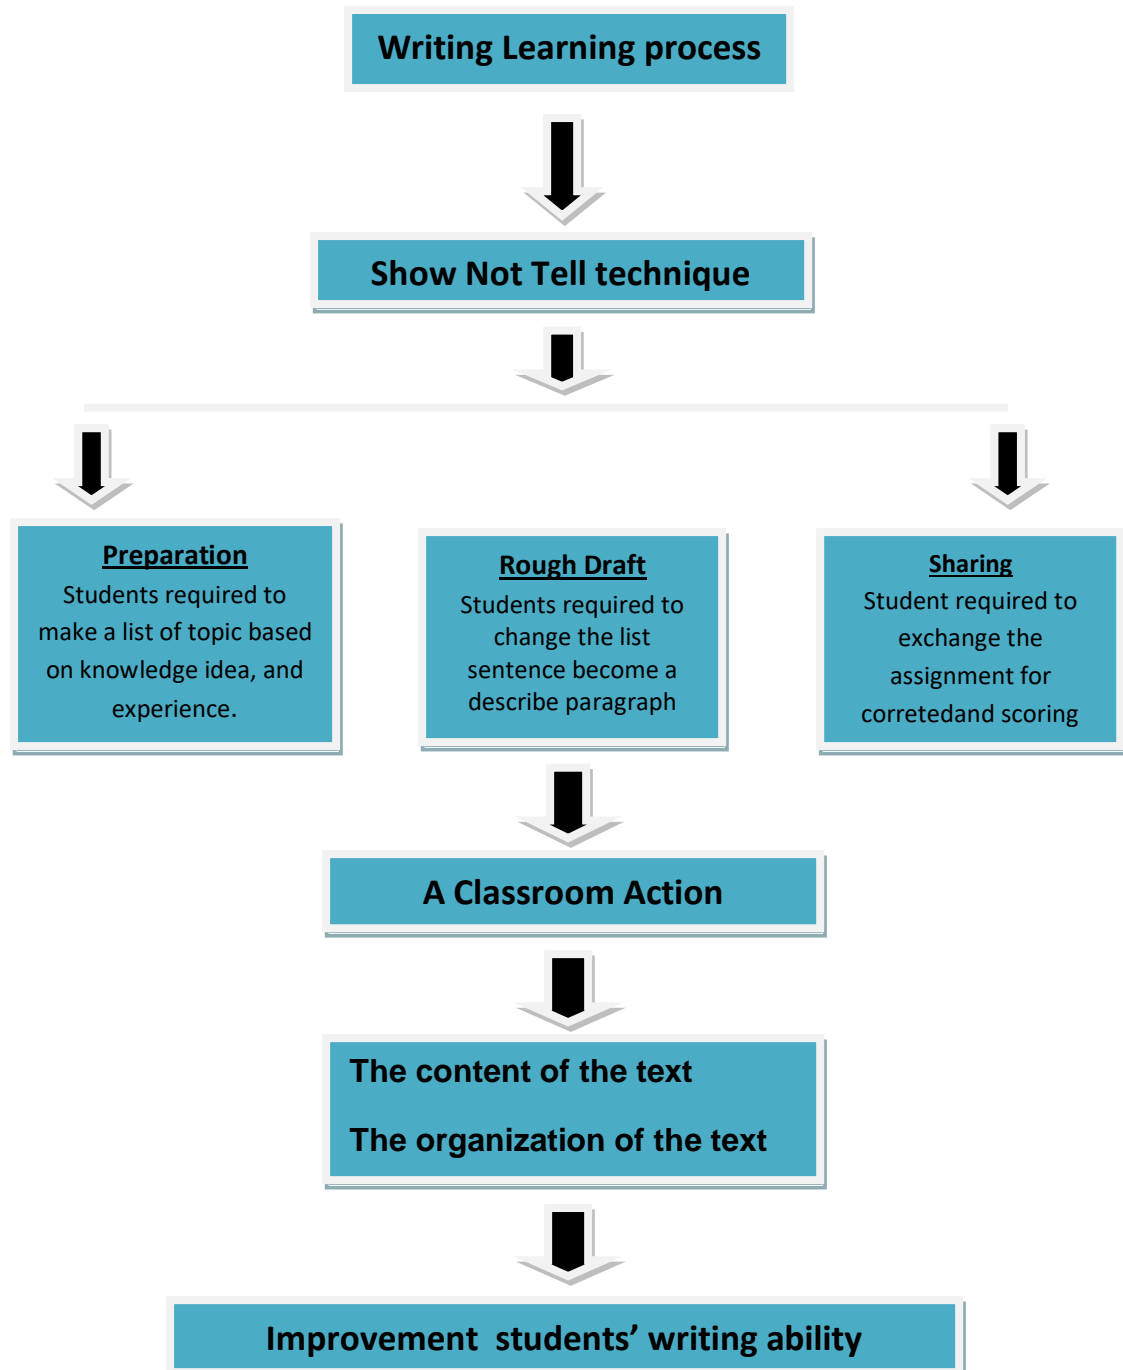 Writing Learning process
Show Not Tell technique
Preparation
Students required to
make a list of topic based
on knowledge idea, and
experience.
Rough Draft
Students required to
change the list
sentence become a
describe paragraph
Sharing
Student required to
exchange the
assignment for
corretedand scoring
A Classroom Action
The content of the text
The organization of the text
Improvement  students’ writing ability